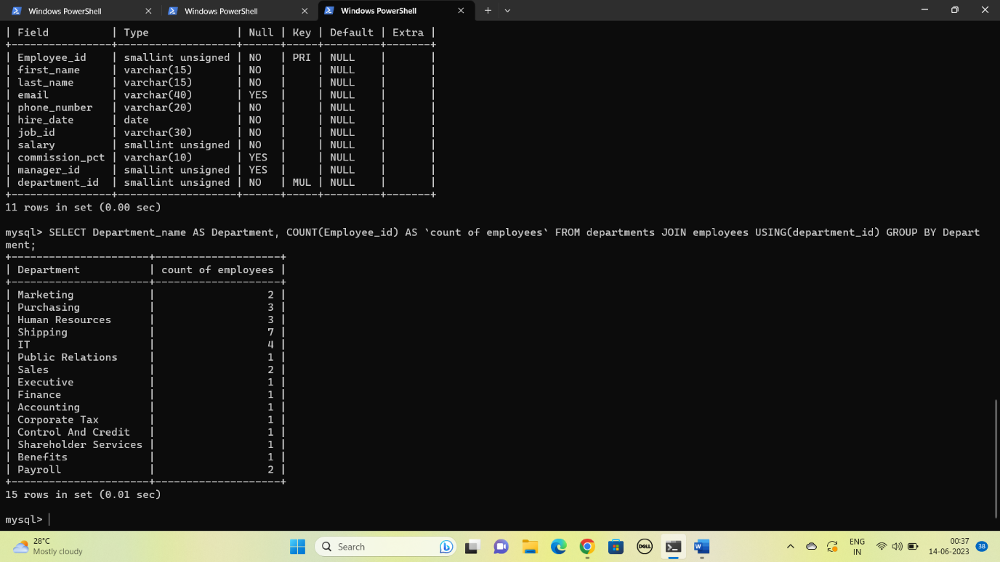 Windows PowerShell
Windows PowerShell
Windows PowerShell
| Field | Type | Null | Key | Default | Extra |
+----------------+-------------------+------+-----+---------+-------+
| Employee_id | smallint unsigned | NO | PRI | NULL | |
| first_name | varchar(15) | NO | | NULL | |
| last_name | varchar(15) | NO | | NULL | |
| email | varchar(40) | YES | | NULL | |
| phone_number | varchar(20) | NO | | NULL | |
| hire_date | date | NO | | NULL | |
| job_id | varchar(30) | NO | | NULL | |
| salary | smallint unsigned | NO | | NULL | |
| commission_pct | varchar(10) | YES | | NULL | |
| manager_id | smallint unsigned | YES | | NULL | |
| department_id | smallint unsigned | NO | MUL | NULL | |
+----------------+-------------------+------+-----+---------+-------+
11 rows in set (0.00 sec)
mysql> SELECT Department_name AS Department, COUNT(Employee_id) AS `count of employees` FROM departments JOIN employees USING(department_id) GROUP BY Depart
ment;
+----------------------+--------------------+
| Department | count of employees |
+----------------------+--------------------+
| Marketing | 2 |
| Purchasing | 3 |
| Human Resources | 3 |
| Shipping | 7 |
| IT | 4 |
| Public Relations | 1 |
| Sales | 2 |
| Executive | 1 |
| Finance | 1 |
| Accounting | 1 |
| Corporate Tax | 1 |
| Control And Credit | 1 |
| Shareholder Services | 1 |
| Benefits | 1 |
| Payroll | 2 |
+----------------------+--------------------+
15 rows in set (0.01 sec)
mysql>
28°C
Mostly cloudy
Search
DELL
W
ENG
IN
00:37
14-06-2023
38